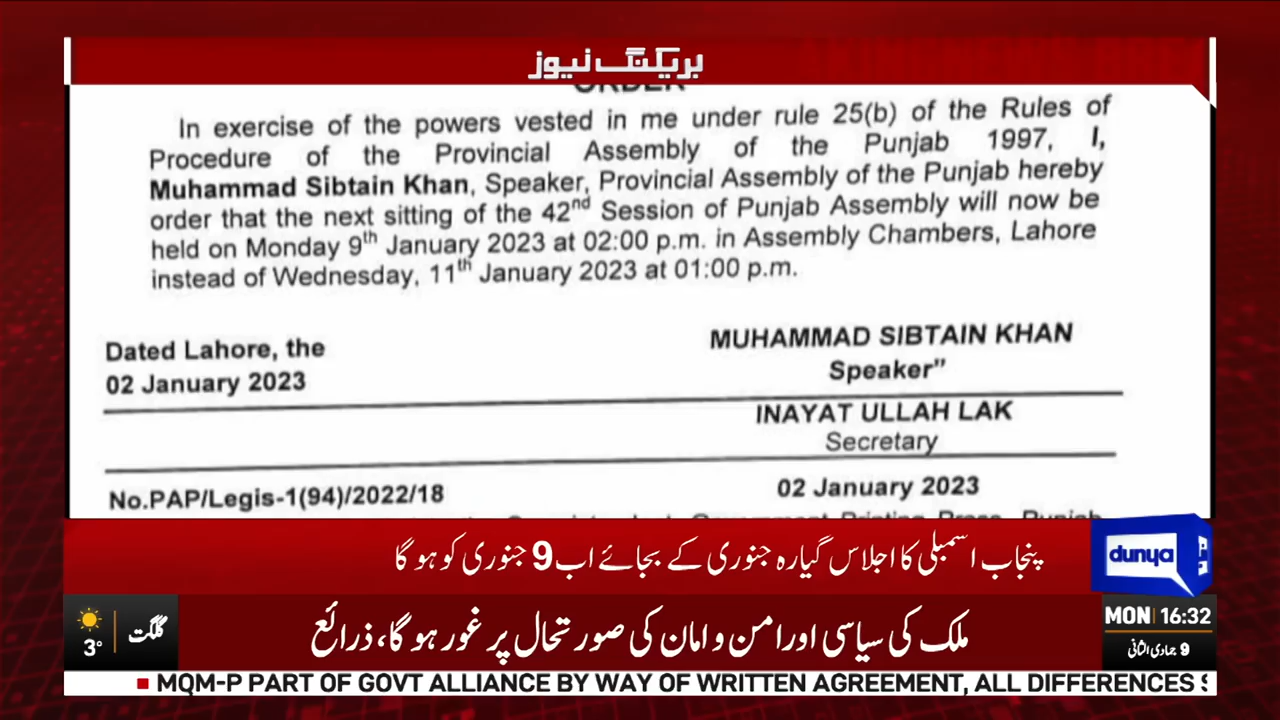 بریکنگ نیوز
ORDER
In exercise of the powers vested in me under rule 25(b) of the Rules of
Procedure of the Provincial Assembly of the Punjab 1997, I,
Muhammad Sibtain Khan, Speaker, Provincial Assembly of the Punjab hereby
order that the next sitting of the 42nd Session of Punjab Assembly will now be
held on Monday 9th January 2023 at 02:00 p.m. in Assembly Chambers, Lahore
instead of Wednesday, 11th January 2023 at 01:00 p.m.
Dated Lahore, the
02 January 2023
MUHAMMAD SIBTAIN KHAN
Speaker”
INAYAT ULLAH LAK
Secretary
No.PAP/Legis-1(94)/2022/18
02 January 2023
Government Printing Press, Punjab
پنجاب اسمبلی کا اجلاس گیارہ جنوری کے بجائے اب 9 جنوری کو ہو گا
dunya
3°
گلگت
ملک کی سیاسی اور امن و امان کی صورتحال پر غور ہو گا، ذرائع
MON 16:32
9 جمادی الثانی
MQM-P PART OF GOVT ALLIANCE BY WAY OF WRITTEN AGREEMENT, ALL DIFFERENCES